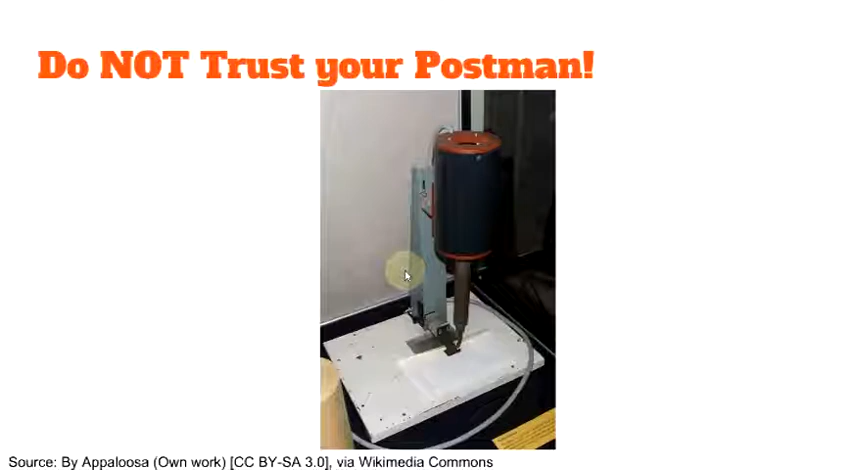 Do NOT Trust your Postman!
Source: By Appaloosa (Own work) [CC BY-SA 3.0], via Wikimedia Commons